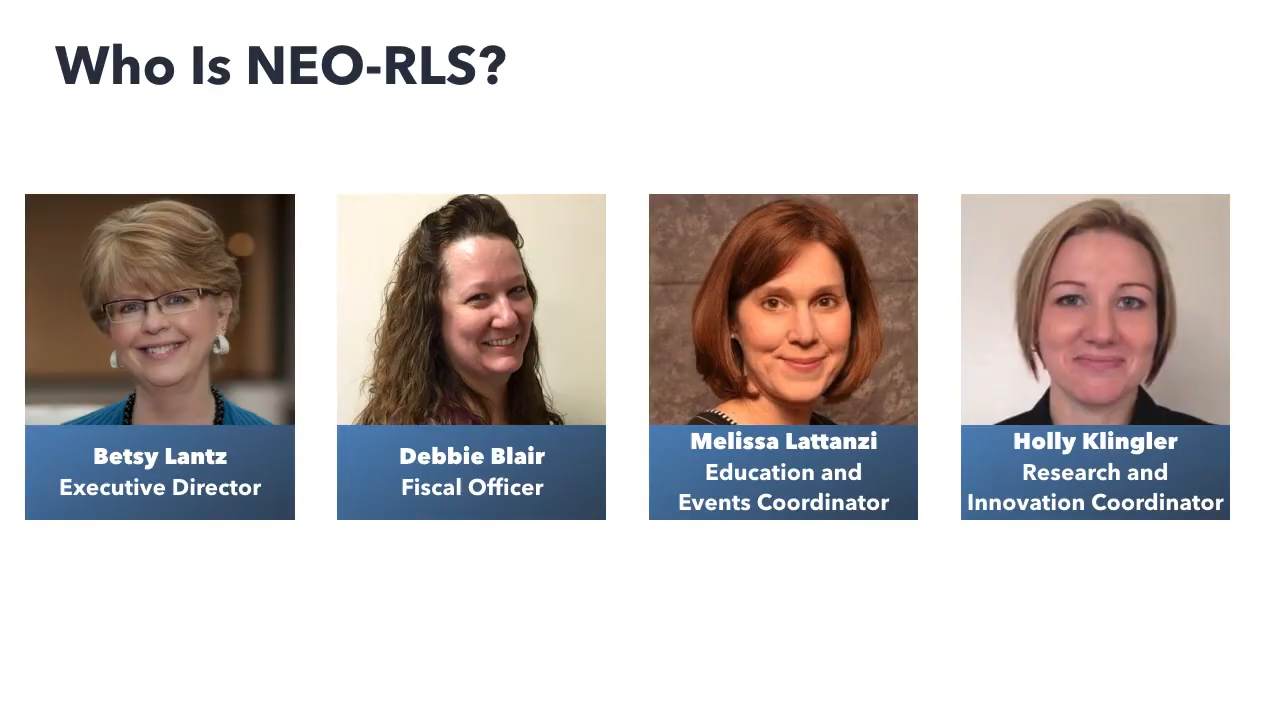 Who Is NEO-RLS?
Betsy Lantz
Executive Director
Debbie Blair
Fiscal Officer
Melissa Lattanzi
Education and
Events Coordinator
Holly Klingler
Research and
Innovation Coordinator